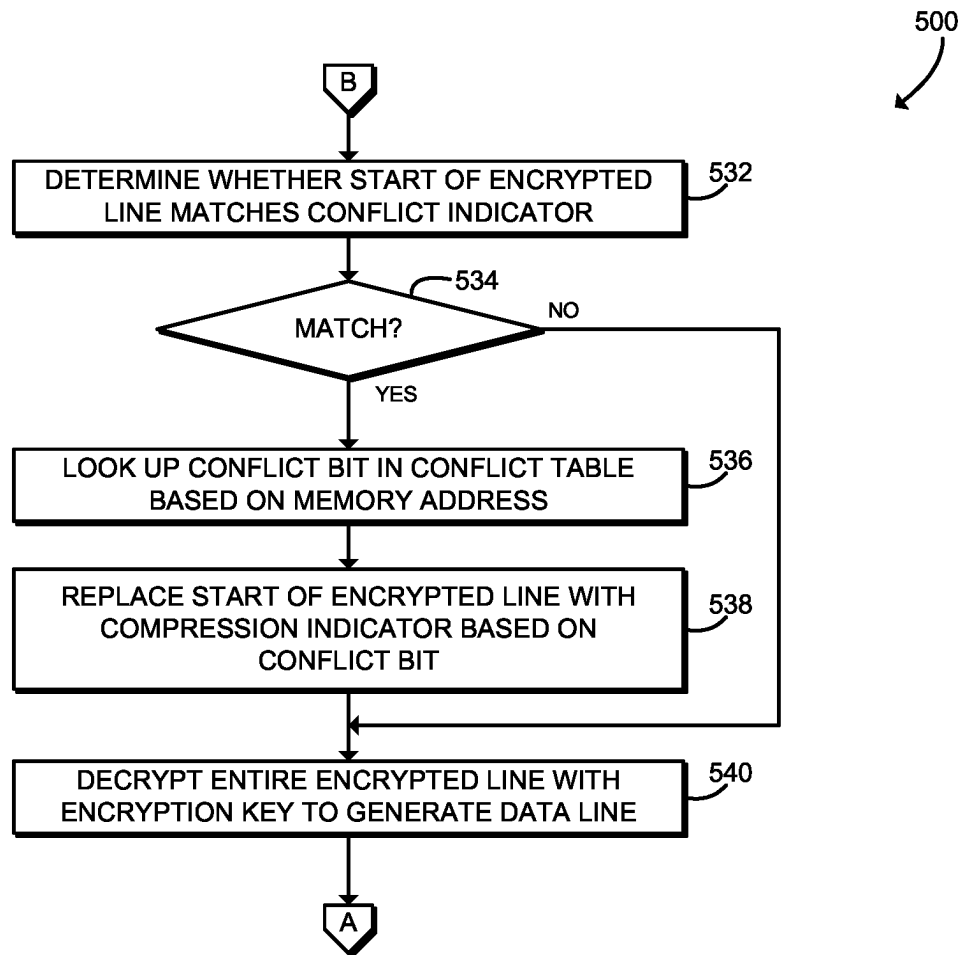 500
B
DETERMINE WHETHER START OF ENCRYPTED
LINE MATCHES CONFLICT INDICATOR
532
534
MATCH?
NO
YES
LOOK UP CONFLICT BIT IN CONFLICT TABLE
BASED ON MEMORY ADDRESS
536
REPLACE START OF ENCRYPTED LINE WITH
COMPRESSION INDICATOR BASED ON
CONFLICT BIT
538
DECRYPT ENTIRE ENCRYPTED LINE WITH
ENCRYPTION KEY TO GENERATE DATA LINE
540
A